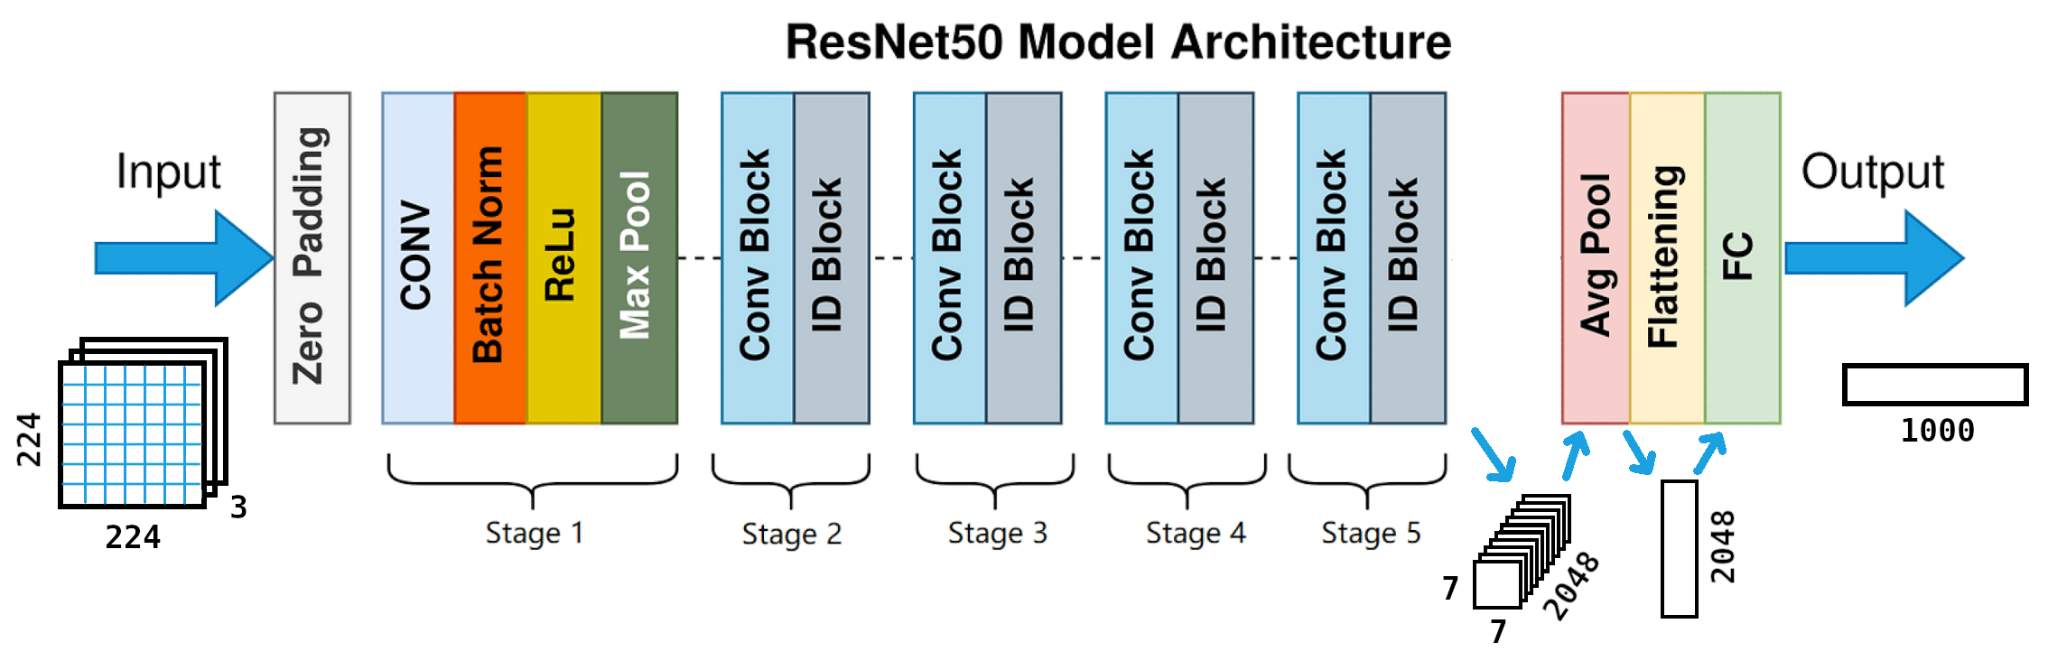 ResNet50 Model Architecture
Input
Zero Padding
CONV
Batch Norm
ReLu
Max Pool
Conv Block
ID Block
Conv Block
ID Block
Conv Block
ID Block
Conv Block
ID Block
Avg Pool
Flattening
FC
Output
224
224
3
Stage 1
Stage 2
Stage 3
Stage 4
Stage 5
7
7
2048
2048
1000